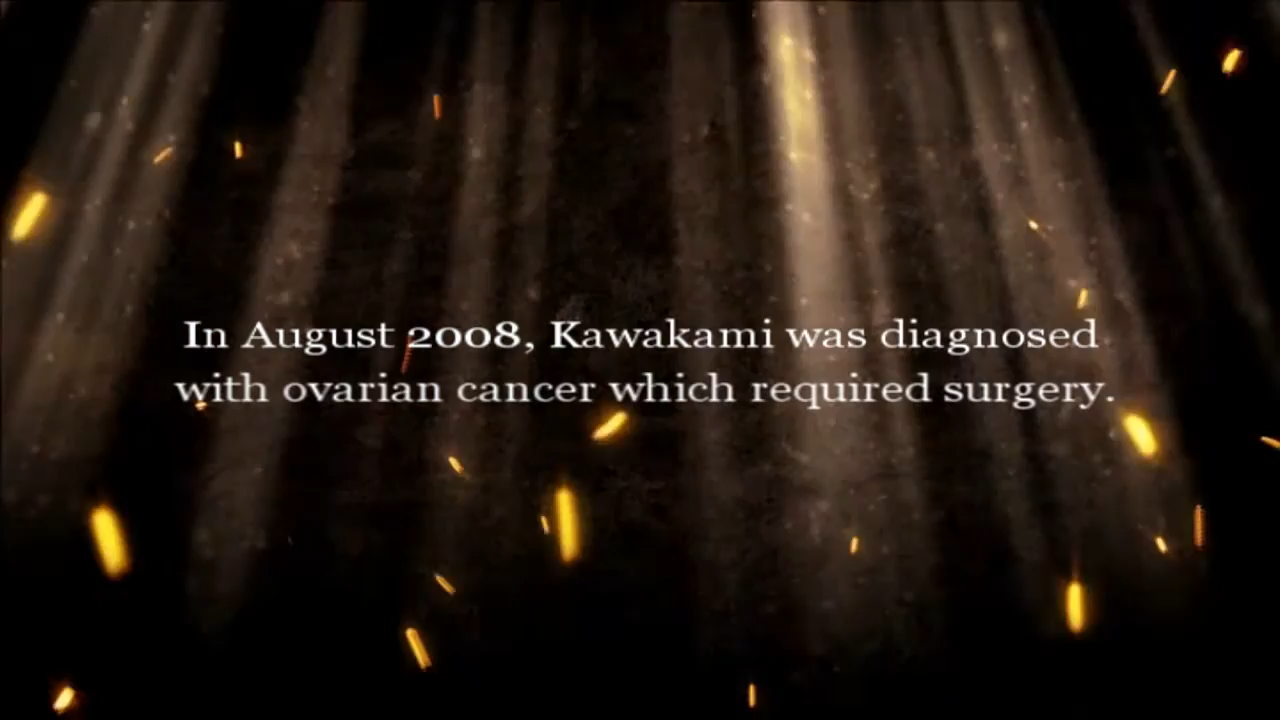 In August 2008, Kawakami was diagnosed
with ovarian cancer which required surgery.